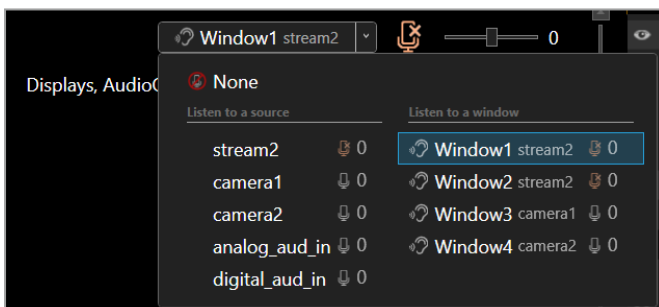 Window1 stream2 0
Displays, AudioO
None
Listen to a source
stream2 0
camera1 0
camera2 0
analog_aud_in 0
digital_aud_in 0
Listen to a window
Window1 stream2 0
Window2 stream2 0
Window3 camera1 0
Window4 camera2 0